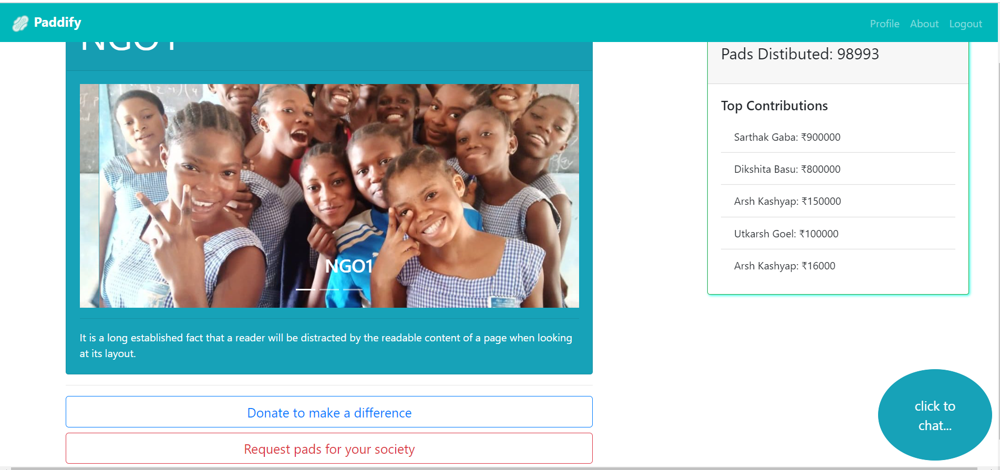 Paddify
Profile About Logout
NGO1
NGO1
It is a long established fact that a reader will be distracted by the readable content of a page when looking
at its layout.
Donate to make a difference
Request pads for your society
Pads Distibuted: 98993
Top Contributions
Sarthak Gaba: ₹900000
Dikshita Basu: ₹800000
Arsh Kashyap: ₹150000
Utkarsh Goel: ₹100000
Arsh Kashyap: ₹16000
click to
chat...